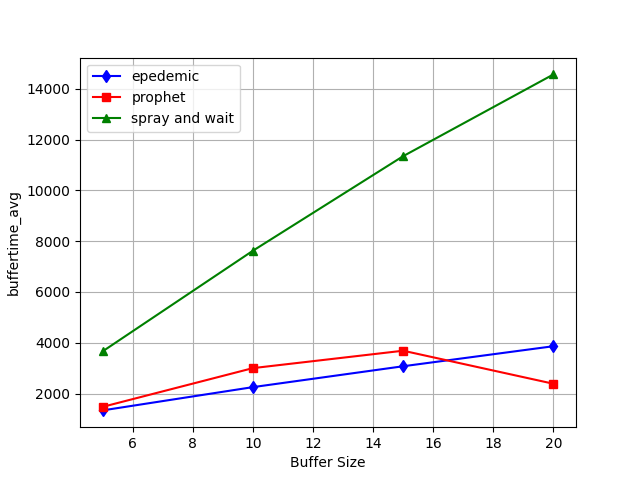 epedemic
prophet
spray and wait
14000
12000
10000
8000
6000
4000
2000
buffertime_avg
6 8 10 12 14 16 18 20
Buffer Size